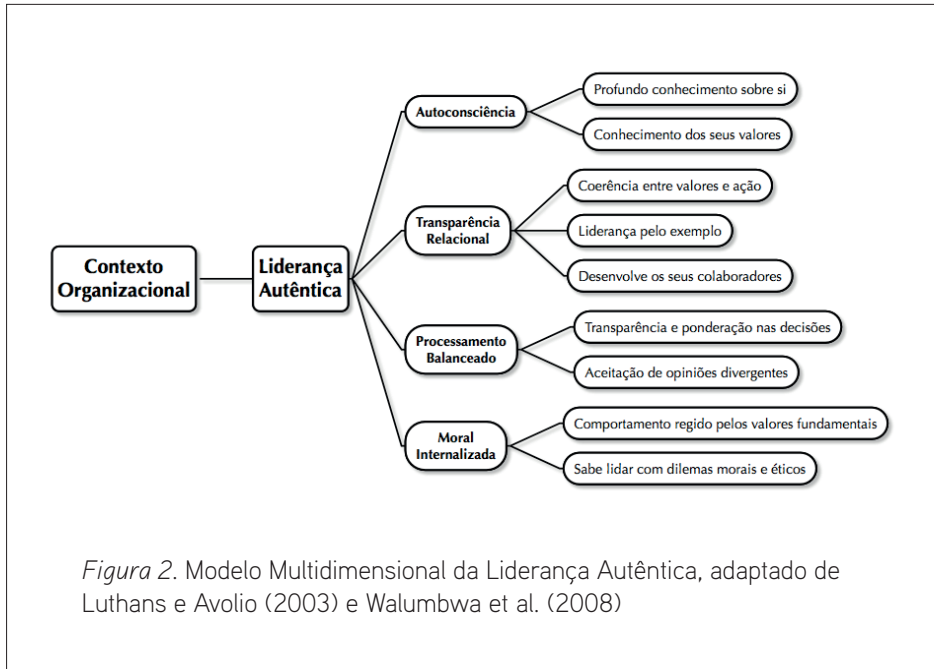 Contexto
Organizacional
Liderança
Autêntica
Autoconsciência
Profundo conhecimento sobre si
Conhecimento dos seus valores
Transparência
Relacional
Coerência entre valores e ação
Liderança pelo exemplo
Desenvolve os seus colaboradores
Processamento
Balanceado
Transparência e ponderação nas decisões
Aceitação de opiniões divergentes
Moral
Internalizada
Comportamento regido pelos valores fundamentais
Sabe lidar com dilemas morais e éticos
Figura 2. Modelo Multidimensional da Liderança Autêntica, adaptado de
Luthans e Avolio (2003) e Walumbwa et al. (2008)